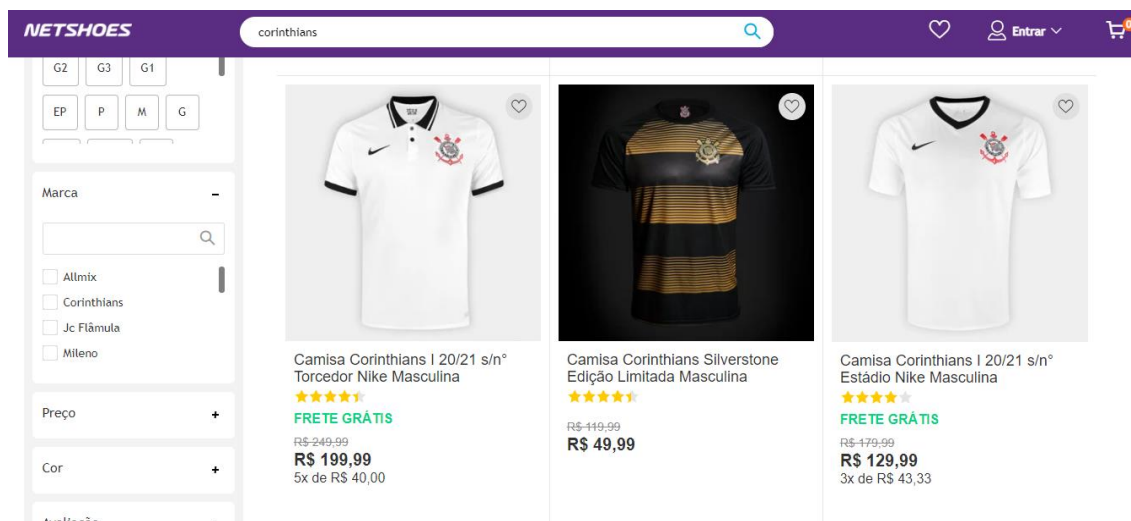 NETSHOES
corinthians
Entrar
G2 G3 G1
EP P M G
Marca
Allmix
Corinthians
Jc Flâmula
Mileno
Preço
Cor
Camisa Corinthians I 20/21 s/n°
Torcedor Nike Masculina
FRETE GRÁTIS
R$ 249,99
R$ 199,99
5x de R$ 40,00
Camisa Corinthians Silverstone
Edição Limitada Masculina
R$ 119,99
R$ 49,99
Camisa Corinthians I 20/21 s/n°
Estádio Nike Masculina
FRETE GRÁTIS
R$ 179,99
R$ 129,99
3x de R$ 43,33